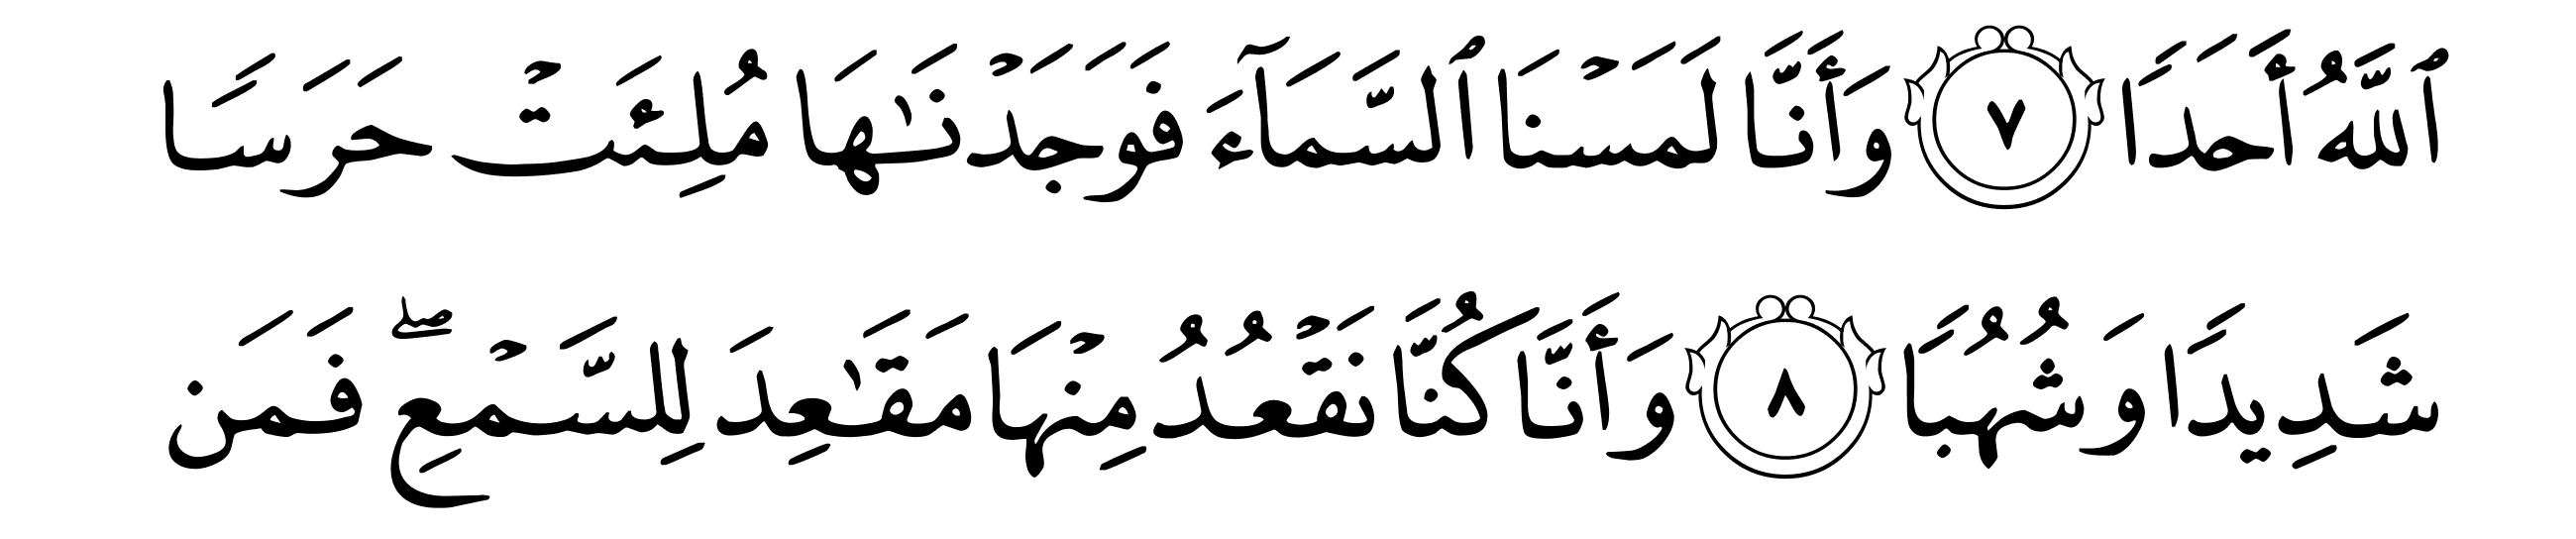 ٱللَّهُ أَحَدًا ٧ وَأَنَّا لَمَسۡنَا ٱلسَّمَآءَ فَوَجَدۡنَٰهَا مُلِئَتۡ حَرَسًا
شَدِيدًا وَشُهُبًا ٨ وَأَنَّا كُنَّا نَقۡعُدُ مِنۡهَا مَقَٰعِدَ لِلسَّمۡعِۖ فَمَن